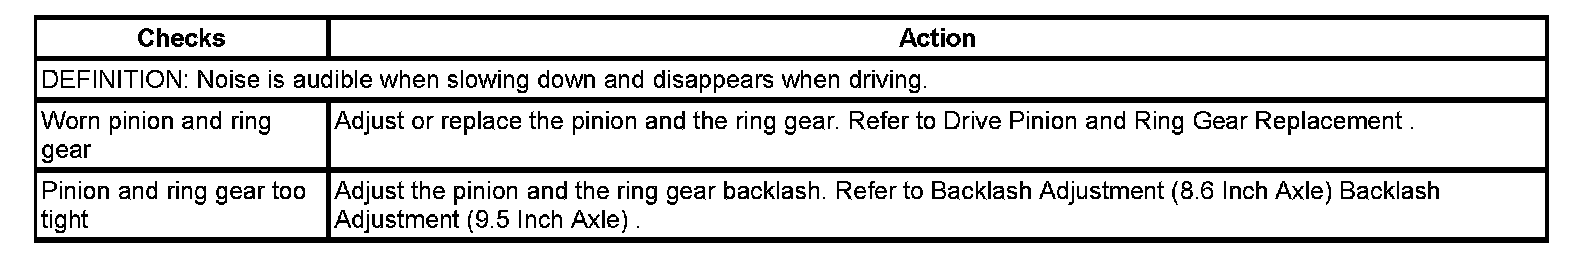 Checks
Action
DEFINITION: Noise is audible when slowing down and disappears when driving.
Worn pinion and ring
gear
Adjust or replace the pinion and the ring gear. Refer to Drive Pinion and Ring Gear Replacement .
Pinion and ring gear too
tight
Adjust the pinion and the ring gear backlash. Refer to Backlash Adjustment (8.6 Inch Axle) Backlash
Adjustment (9.5 Inch Axle) .